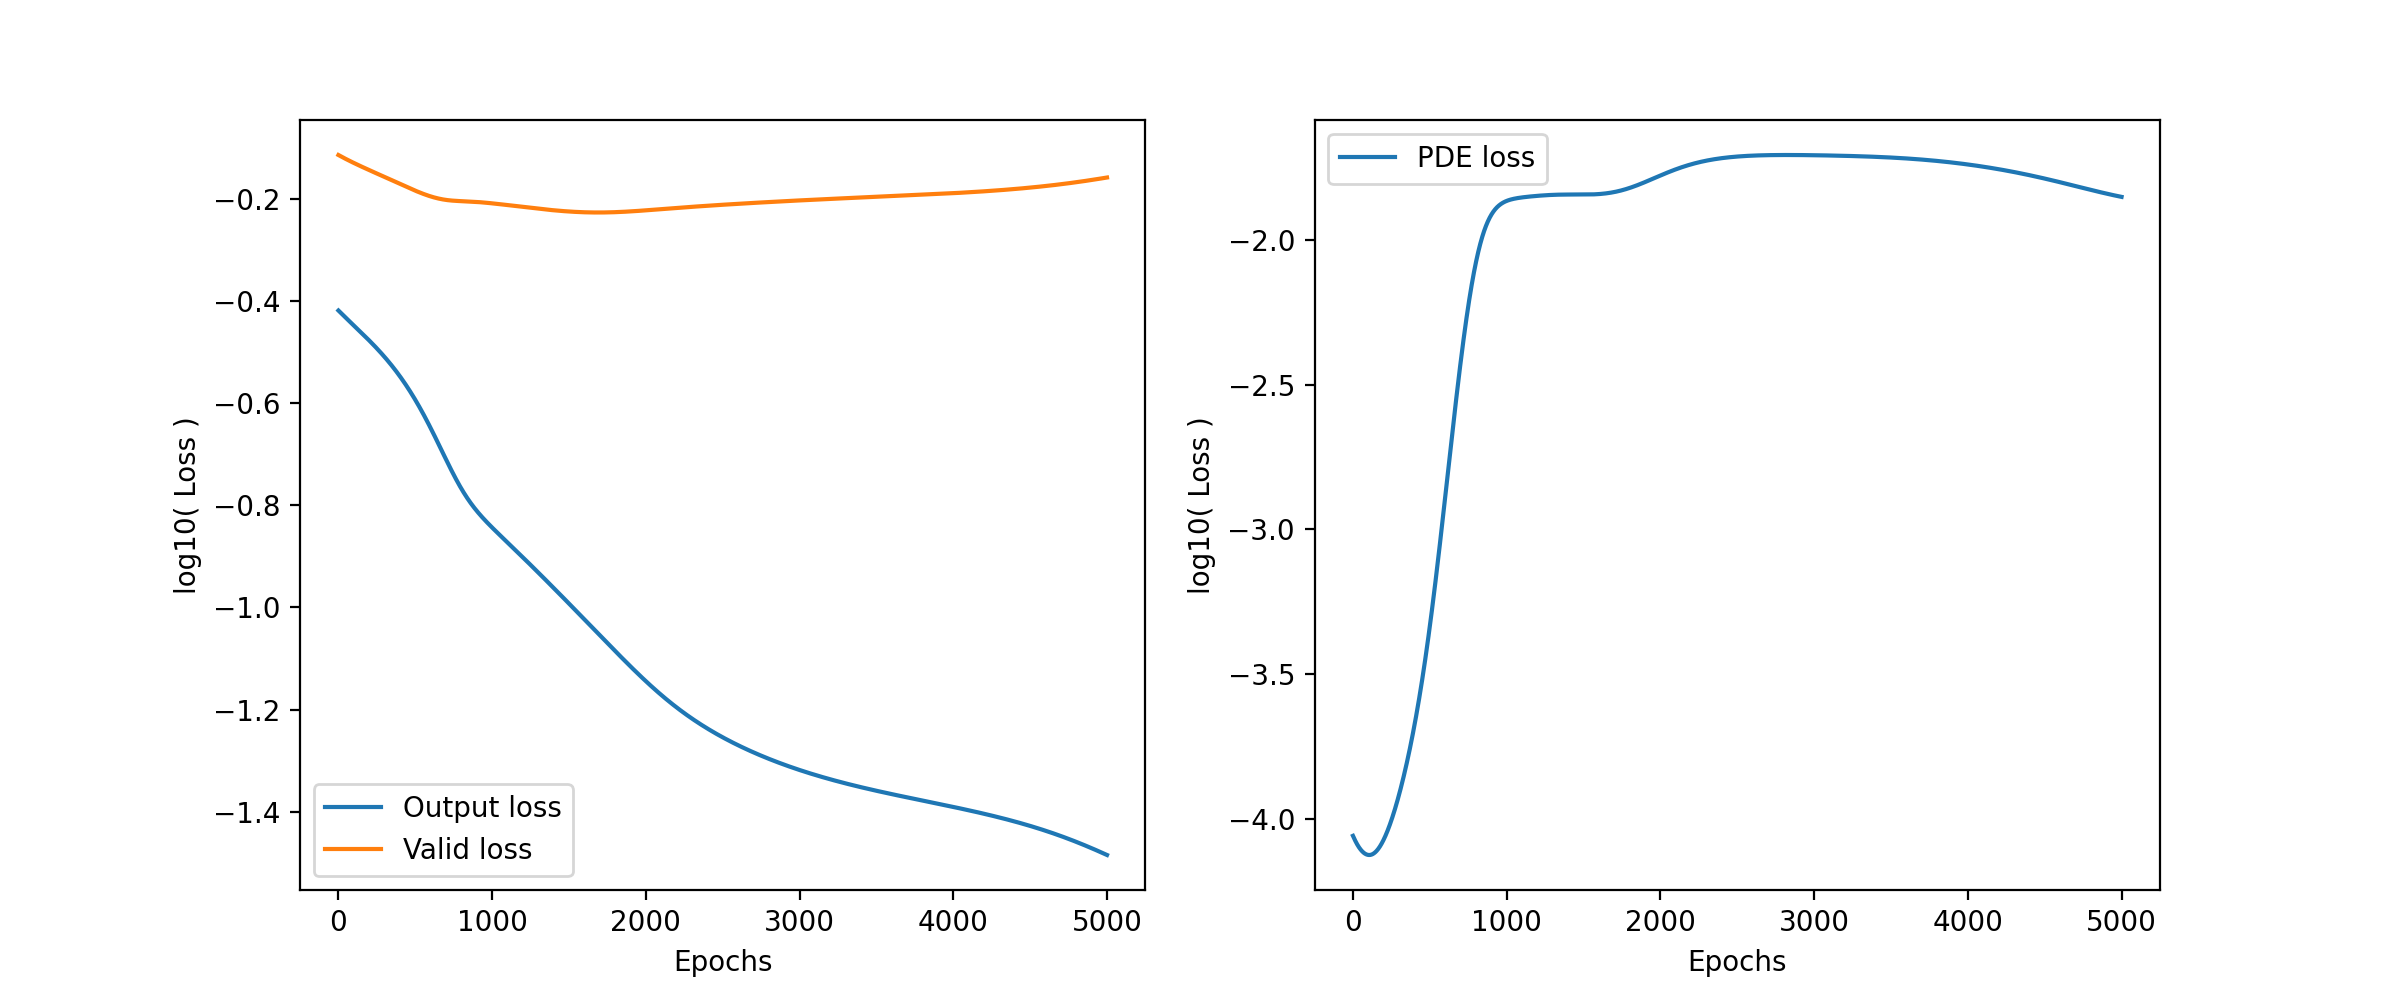 −0.2
−0.4
−0.6
−0.8
−1.0
−1.2
−1.4
log10( Loss )
Output loss
Valid loss
0 1000 2000 3000 4000 5000
Epochs
PDE loss
−2.0
−2.5
−3.0
−3.5
−4.0
log10( Loss )
0 1000 2000 3000 4000 5000
Epochs